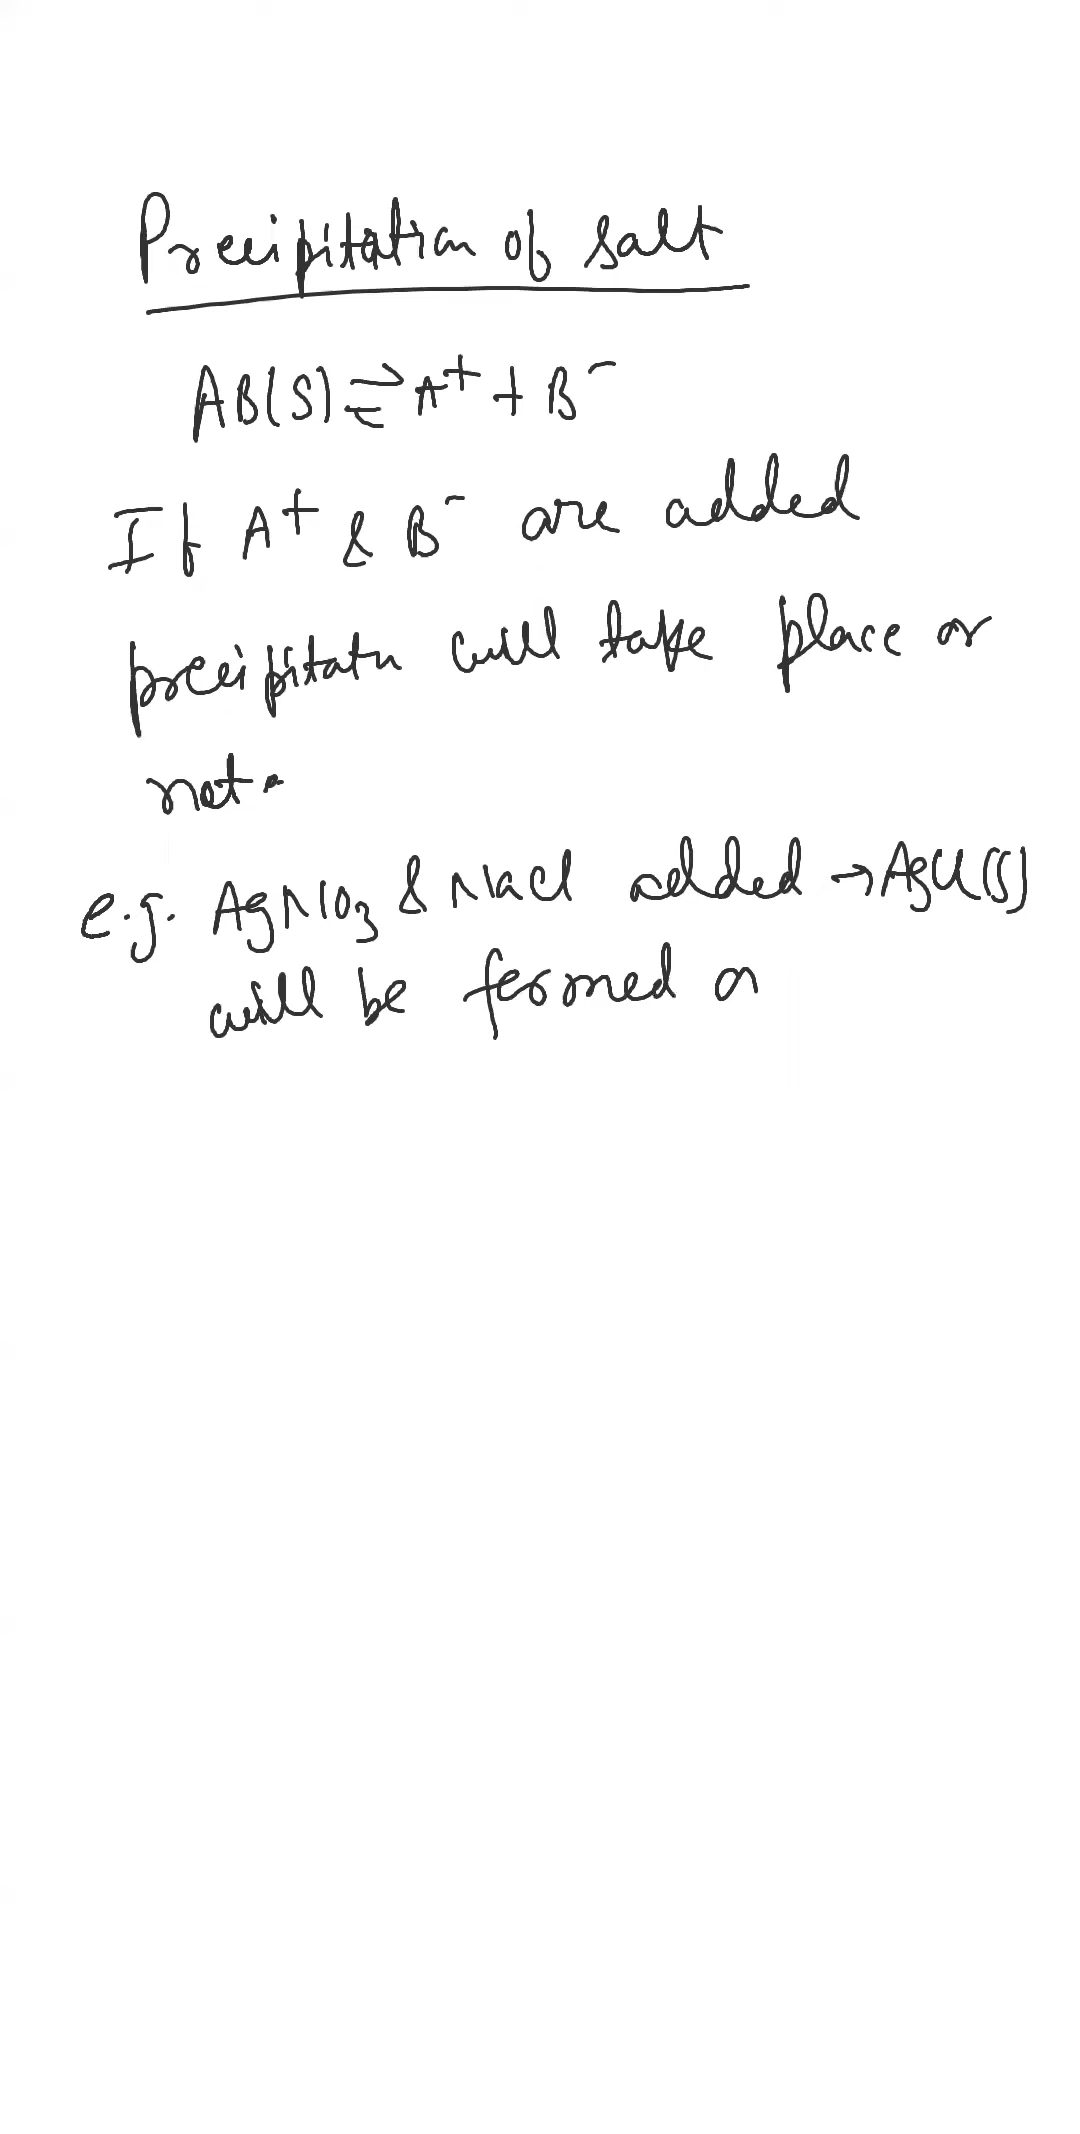 Precipitation of salt
AB(S) ⇌ A⁺ + B⁻
If A⁺ & B⁻ are added
precipitatn will take place or
not.
e.g. AgNO₃ & NaCl added → AgCl(s)
will be formed or